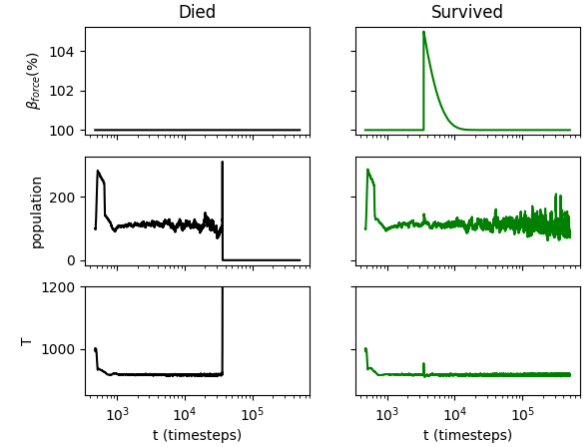 Died Survived
β_force(%)
104
102
100
population
200
0
T
1200
1000
10³ 10⁴ 10⁵ 10³ 10⁴ 10⁵
t (timesteps) t (timesteps)